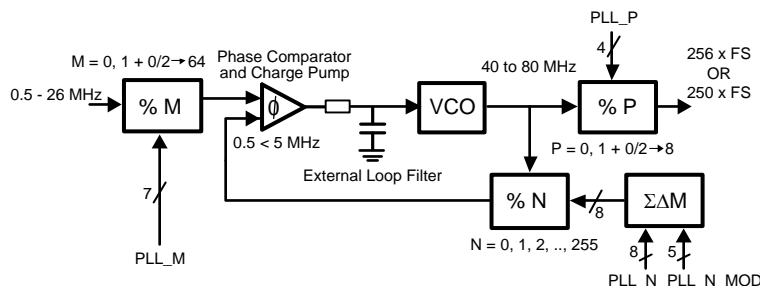 PLL_P
M = 0, 1 + 0/2→64
Phase Comparator
and Charge Pump
4
256 x FS
OR
250 x FS
40 to 80 MHz
0.5 - 26 MHz
% M
ϕ
VCO
% P
0.5 < 5 MHz
P = 0, 1 + 0/2→8
External Loop Filter
7
% N
8
ΣΔM
N = 0, 1, 2, .., 255
8
5
PLL_M
PLL_N
PLL_N_MOD